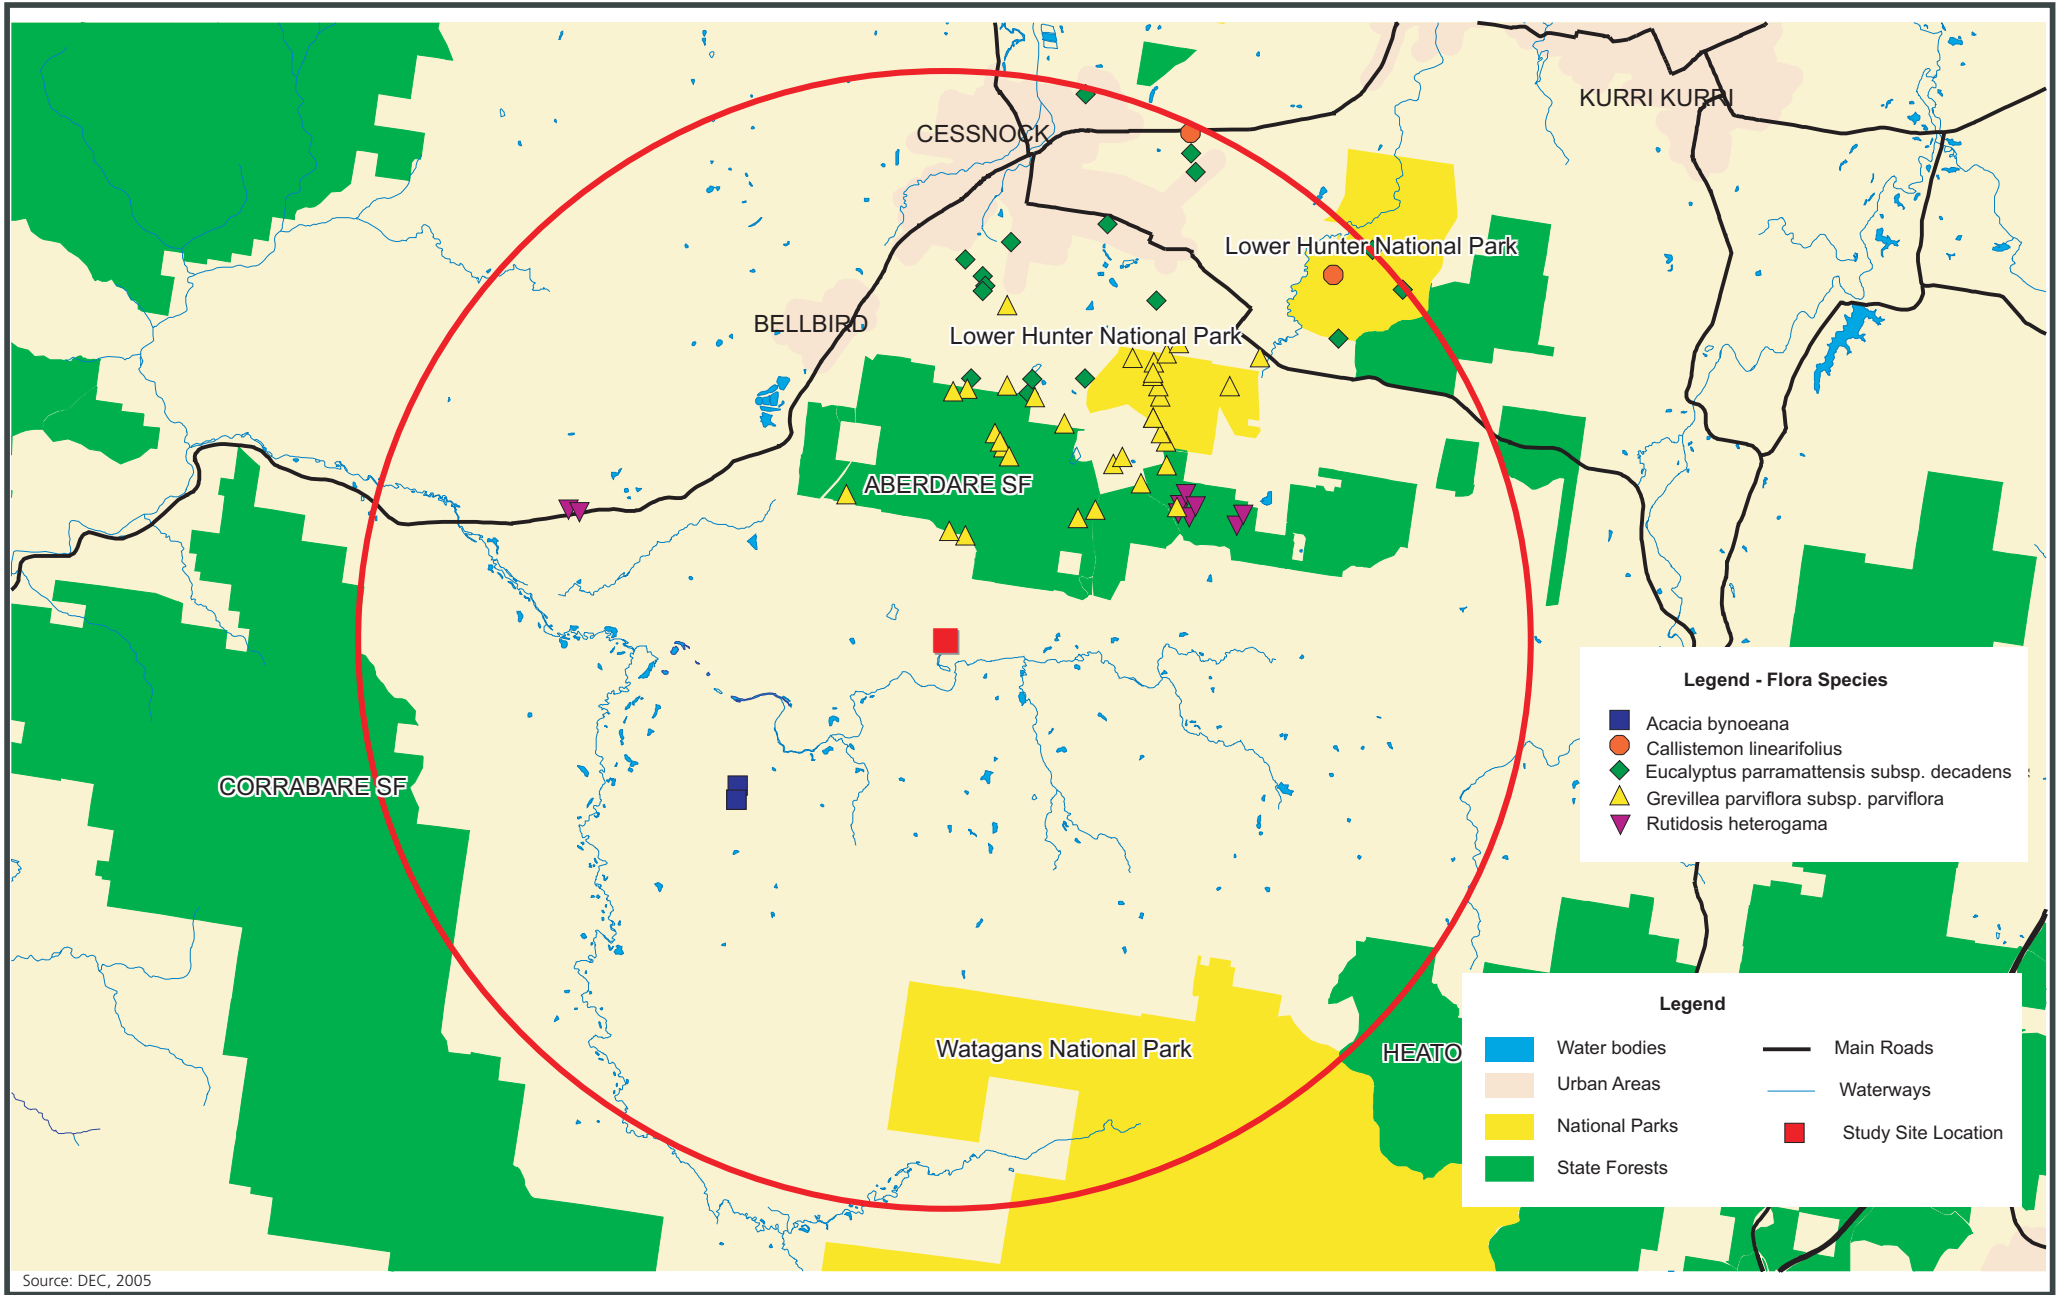 KURRI KURRI
CESSNOCK
Lower Hunter National Park
BELLBIRD
Lower Hunter National Park
ABERDARE SF
CORRABARE SF
Watagans National Park
HEATO
Legend - Flora Species
Acacia bynoeana
Callistemon linearifolius
Eucalyptus parramattensis subsp. decadens
Grevillea parviflora subsp. parviflora
Rutidosis heterogama
Legend
Water bodies
Main Roads
Urban Areas
Waterways
National Parks
Study Site Location
State Forests
Source: DEC, 2005